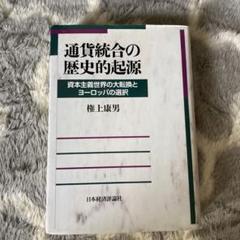 通貨統合の
歴史的起源
資本主義世界の大転換と
ヨーロッパの選択
権上康男
日本経済評論社